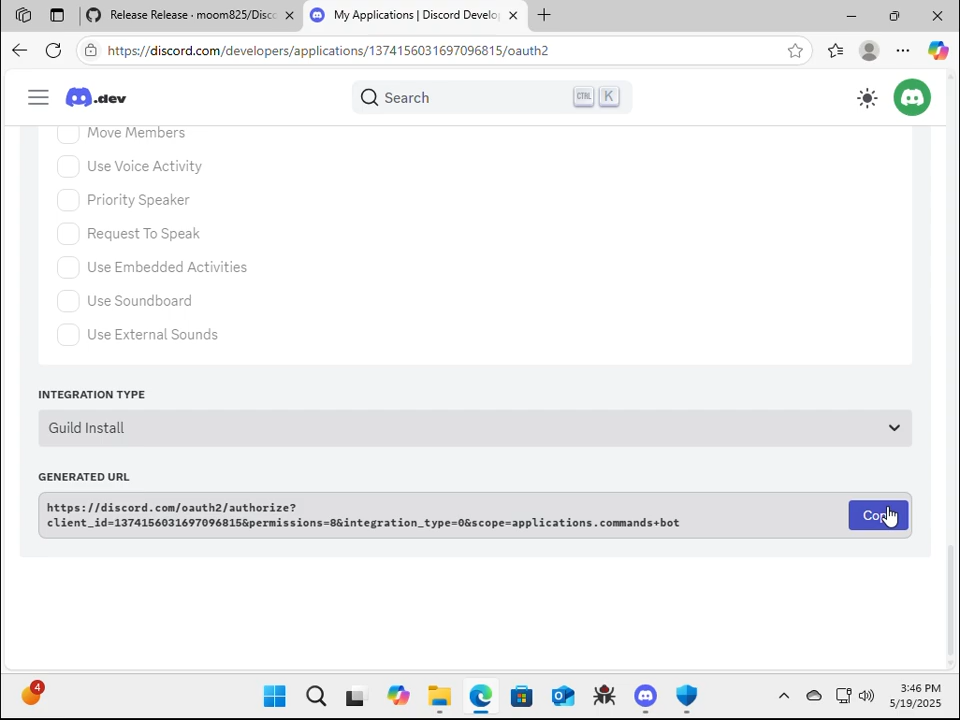 Release Release · moom825/Disc
My Applications | Discord Develo
https://discord.com/developers/applications/1374156031697096815/oauth2
.dev
Search
CTRL K
Move Members
Use Voice Activity
Priority Speaker
Request To Speak
Use Embedded Activities
Use Soundboard
Use External Sounds
INTEGRATION TYPE
Guild Install
GENERATED URL
https://discord.com/oauth2/authorize?
client_id=1374156031697096815&permissions=8&integration_type=0&scope=applications.commands+bot
Copy
4
3:46 PM
5/19/2025